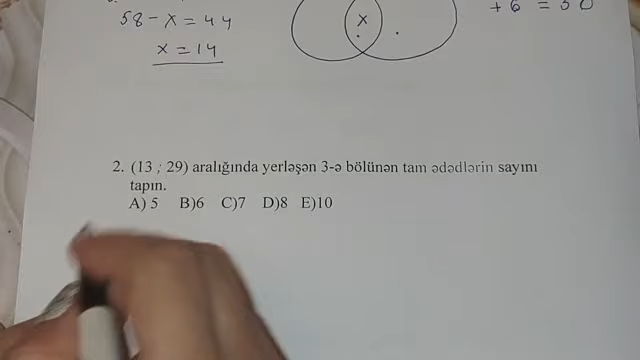 58 - x = 44
x = 14
x
+ 6 = 30
2. (13 ; 29) aralığında yerləşən 3-ə bölünən tam ədədlərin sayını
tapın.
A) 5 B)6 C)7 D)8 E)10